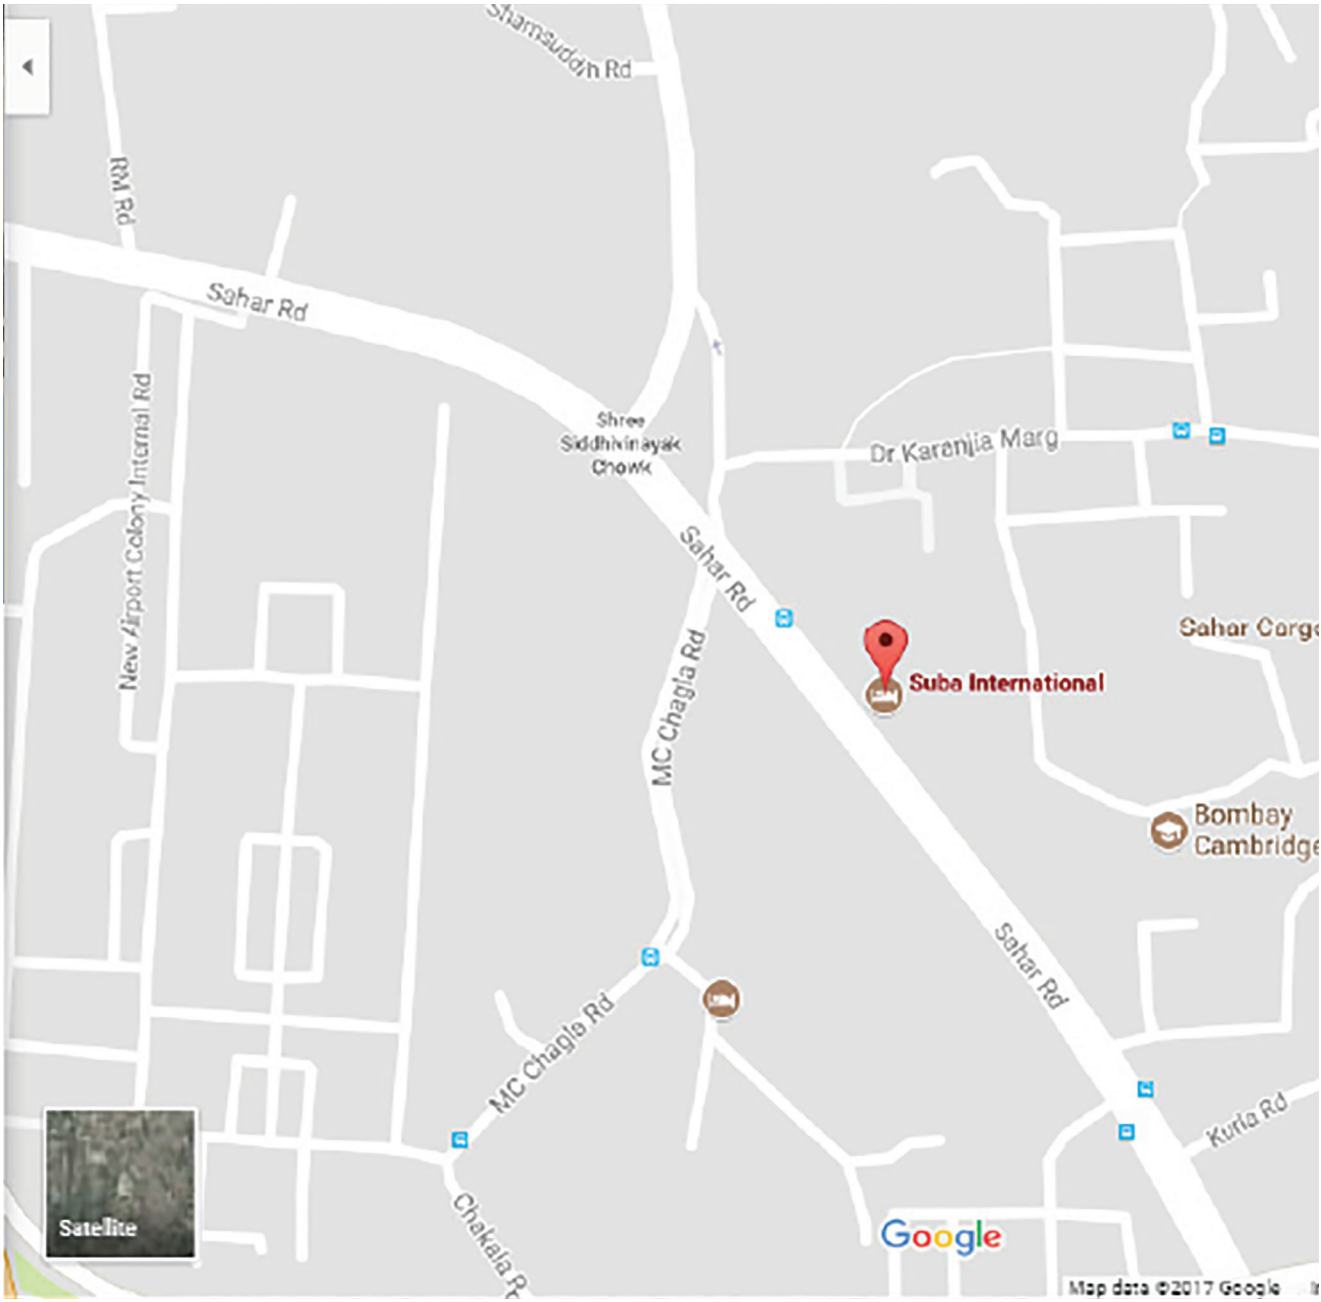 Shamsuddin Rd
RM Rd
Sahar Rd
New Airport Colony Internal Rd
Shree
Siddhivinayak
Chowk
Dr Karanjia Marg
Sahar Rd
MC Chagla Rd
Sahar Cargo
Suba International
Bombay
Cambridge
Sahar Rd
MC Chagla Rd
Kurla Rd
Chakala R
Satellite
Google
Map data ©2017 Google